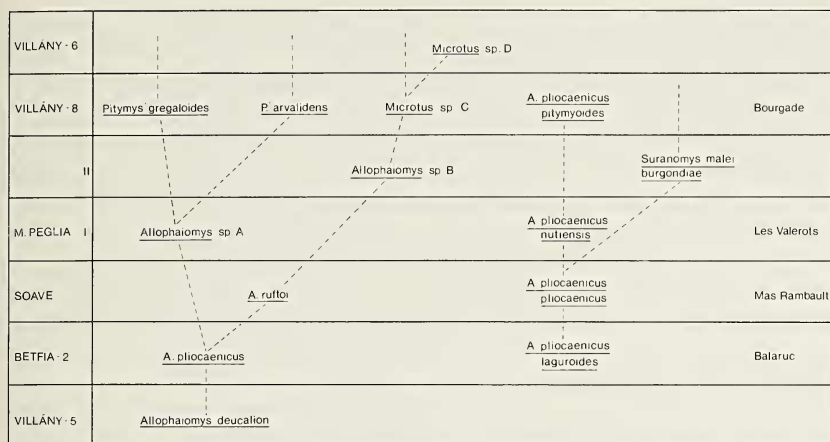 VILLÁNY - 6
Microtus sp. D
VILLÁNY - 8
Pitymys gregaloides
P. arvalidens
Microtus sp C
A. pliocaenicus
pitymyoides
Bourgade
II
Allophaiomys sp B
Suranomys malei
burgondiae
M. PEGLIA I
Allophaiomys sp A
A pliocaenicus
nutiensis
Les Valerots
SOAVE
A. ruffoi
A pliocaenicus
pliocaenicus
Mas Rambault
BETFIA - 2
A. pliocaenicus
A pliocaenicus
laguroides
Balaruc
VILLÁNY - 5
Allophaiomys deucalion